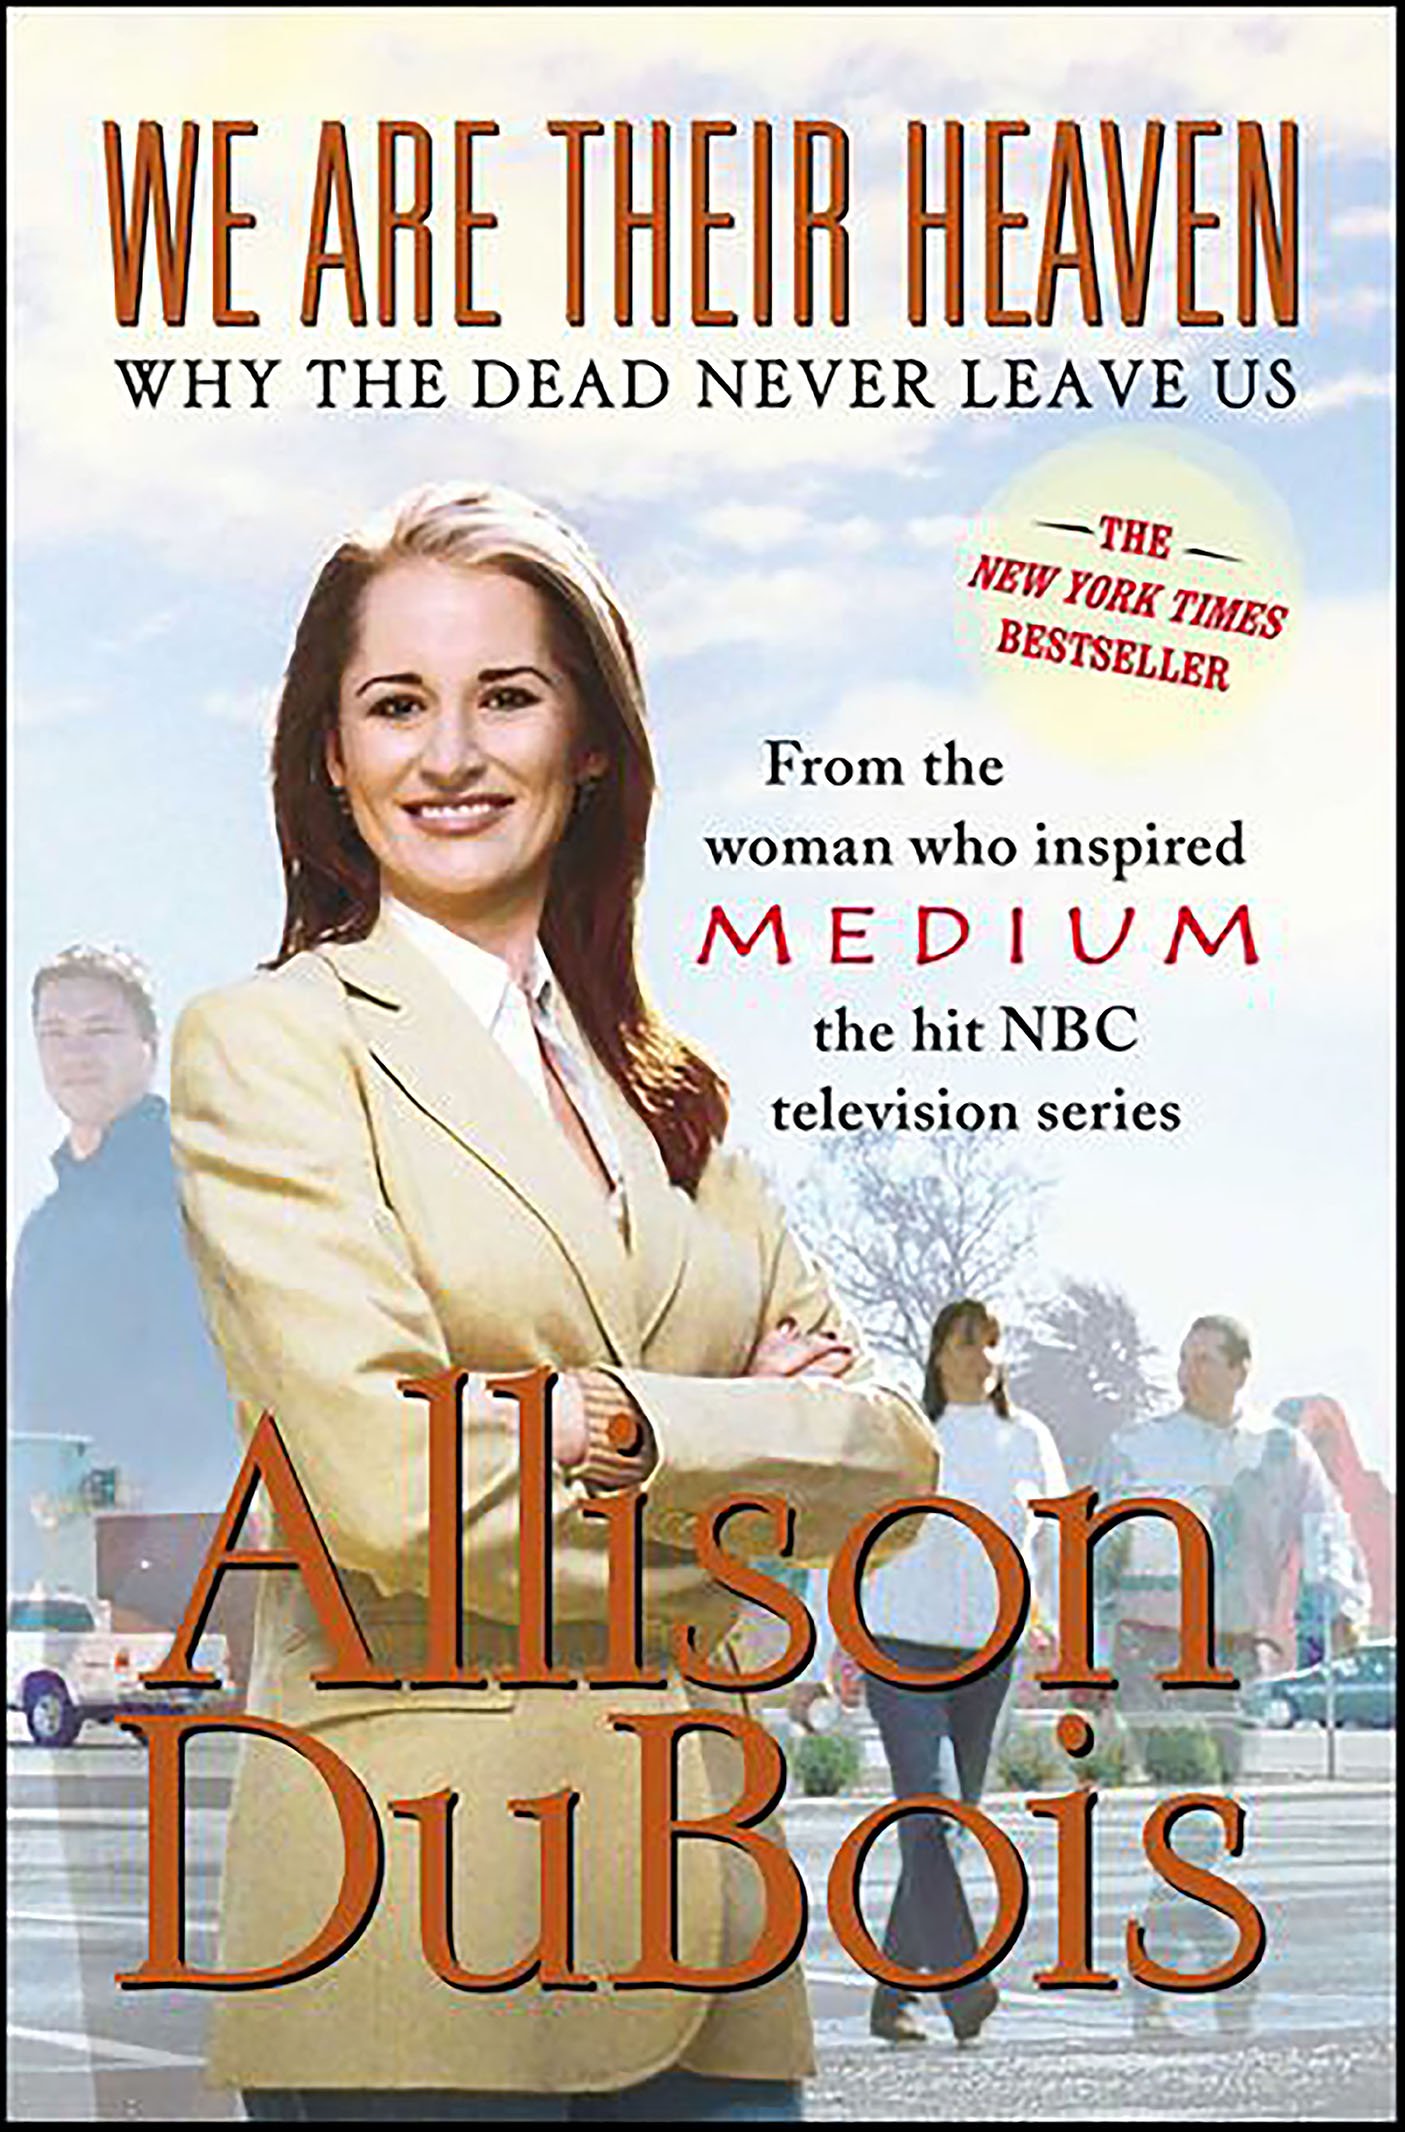 WE ARE THEIR HEAVEN
WHY THE DEAD NEVER LEAVE US
THE
NEW YORK TIMES
BESTSELLER
From the
woman who inspired
MEDIUM
the hit NBC
television series
Allison
DuBois